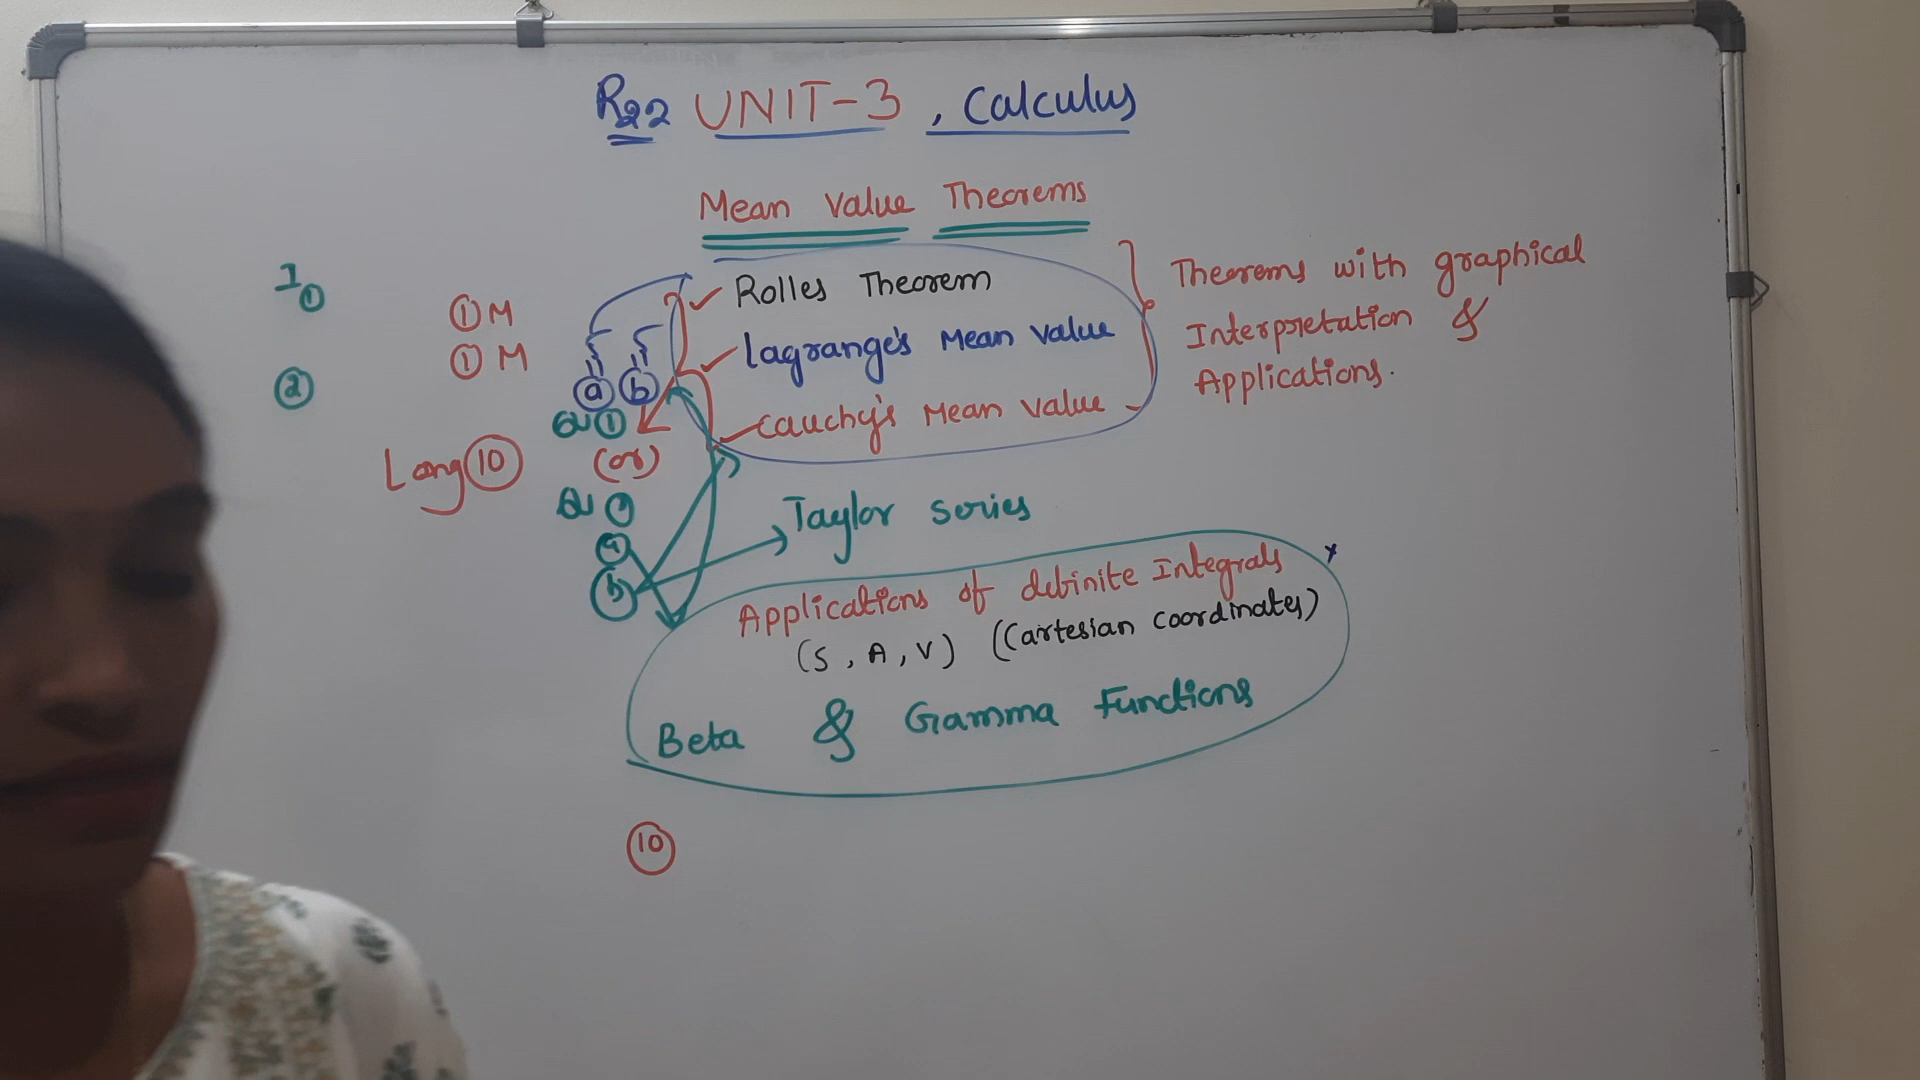 R22 UNIT-3, Calculus
Mean Value Theorems
I ①
②
① M
① M
Long ⑩
ⓐ ⓑ
①
(or)
ⓐ
ⓑ
Rolles Theorem
Lagrange's Mean Value
Cauchy's Mean Value
Theorems with graphical
Interpretation &
Applications.
Taylor series
Applications of definite Integrals
(S, A, V) (Cartesian coordinates)
Beta & Gamma Functions
⑩